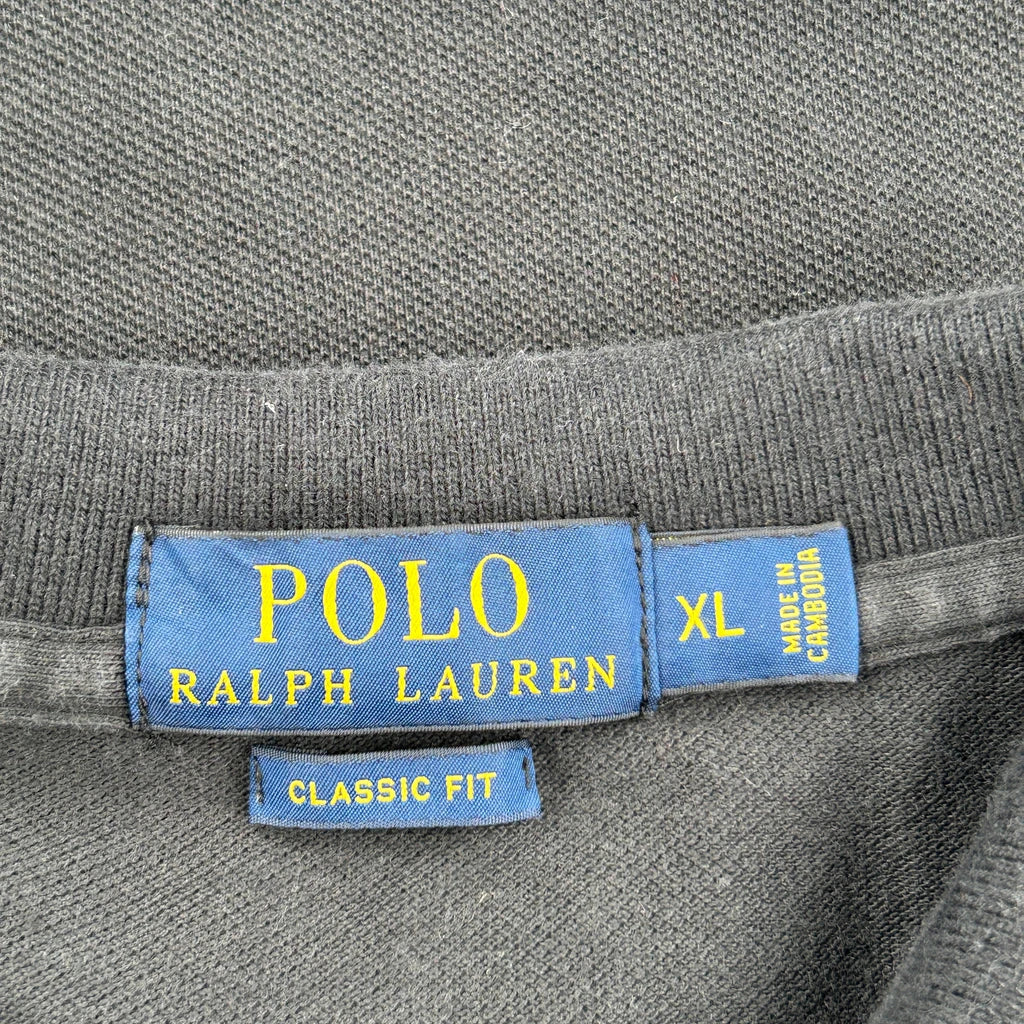 POLO
RALPH LAUREN
XL
MADE IN
CAMBODIA
CLASSIC FIT